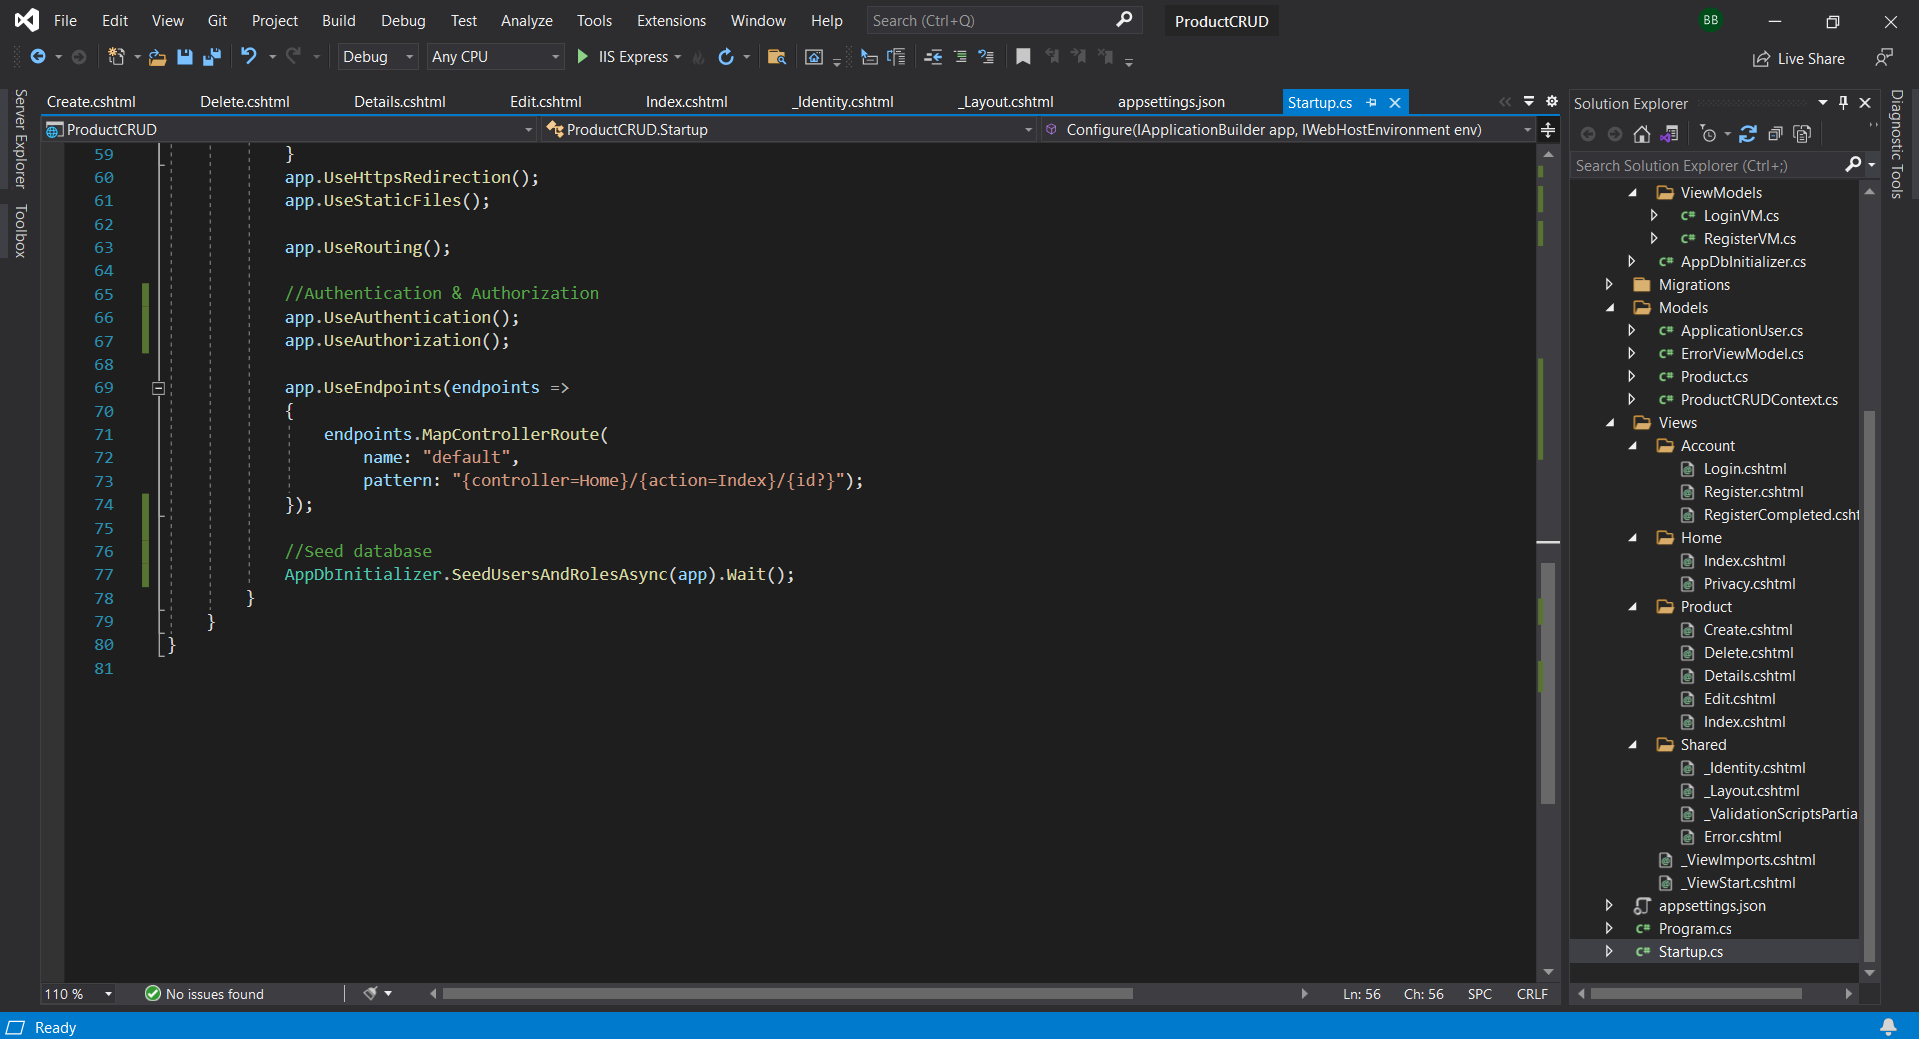 File Edit View Git Project Build Debug Test Analyze Tools Extensions Window Help Search (Ctrl+Q) ProductCRUD BB
Debug Any CPU IIS Express Live Share
Server Explorer
Toolbox
Create.cshtml Delete.cshtml Details.cshtml Edit.cshtml Index.cshtml _Identity.cshtml _Layout.cshtml appsettings.json Startup.cs
ProductCRUD ProductCRUD.Startup Configure(IApplicationBuilder app, IWebHostEnvironment env)
59 }
60 app.UseHttpsRedirection();
61 app.UseStaticFiles();
62
63 app.UseRouting();
64
65 //Authentication & Authorization
66 app.UseAuthentication();
67 app.UseAuthorization();
68
69 app.UseEndpoints(endpoints =>
70 {
71 endpoints.MapControllerRoute(
72 name: "default",
73 pattern: "{controller=Home}/{action=Index}/{id?}");
74 });
75
76 //Seed database
77 AppDbInitializer.SeedUsersAndRolesAsync(app).Wait();
78 }
79 }
80 }
81
110 % No issues found Ln: 56 Ch: 56 SPC CRLF
Solution Explorer
Search Solution Explorer (Ctrl+;)
ViewModels
C# LoginVM.cs
C# RegisterVM.cs
C# AppDbInitializer.cs
Migrations
Models
C# ApplicationUser.cs
C# ErrorViewModel.cs
C# Product.cs
C# ProductCRUDContext.cs
Views
Account
Login.cshtml
Register.cshtml
RegisterCompleted.csht
Home
Index.cshtml
Privacy.cshtml
Product
Create.cshtml
Delete.cshtml
Details.cshtml
Edit.cshtml
Index.cshtml
Shared
_Identity.cshtml
_Layout.cshtml
_ValidationScriptsPartia
Error.cshtml
_ViewImports.cshtml
_ViewStart.cshtml
appsettings.json
C# Program.cs
C# Startup.cs
Diagnostic Tools
Ready